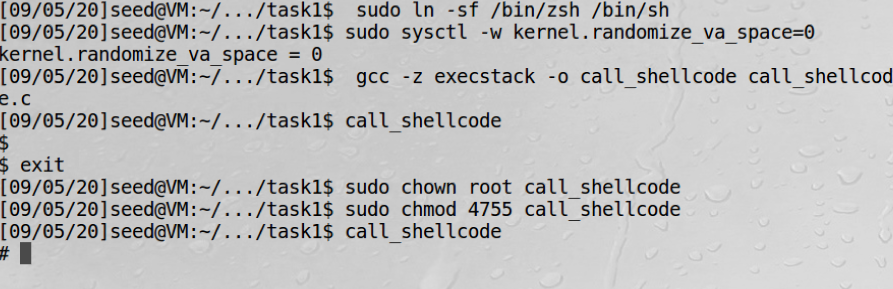 [09/05/20]seed@VM:~/.../task1$  sudo ln -sf /bin/zsh /bin/sh
[09/05/20]seed@VM:~/.../task1$ sudo sysctl -w kernel.randomize_va_space=0
kernel.randomize_va_space = 0
[09/05/20]seed@VM:~/.../task1$  gcc -z execstack -o call_shellcode call_shellcod
e.c
[09/05/20]seed@VM:~/.../task1$ call_shellcode
$
$ exit
[09/05/20]seed@VM:~/.../task1$ sudo chown root call_shellcode
[09/05/20]seed@VM:~/.../task1$ sudo chmod 4755 call_shellcode
[09/05/20]seed@VM:~/.../task1$ call_shellcode
#